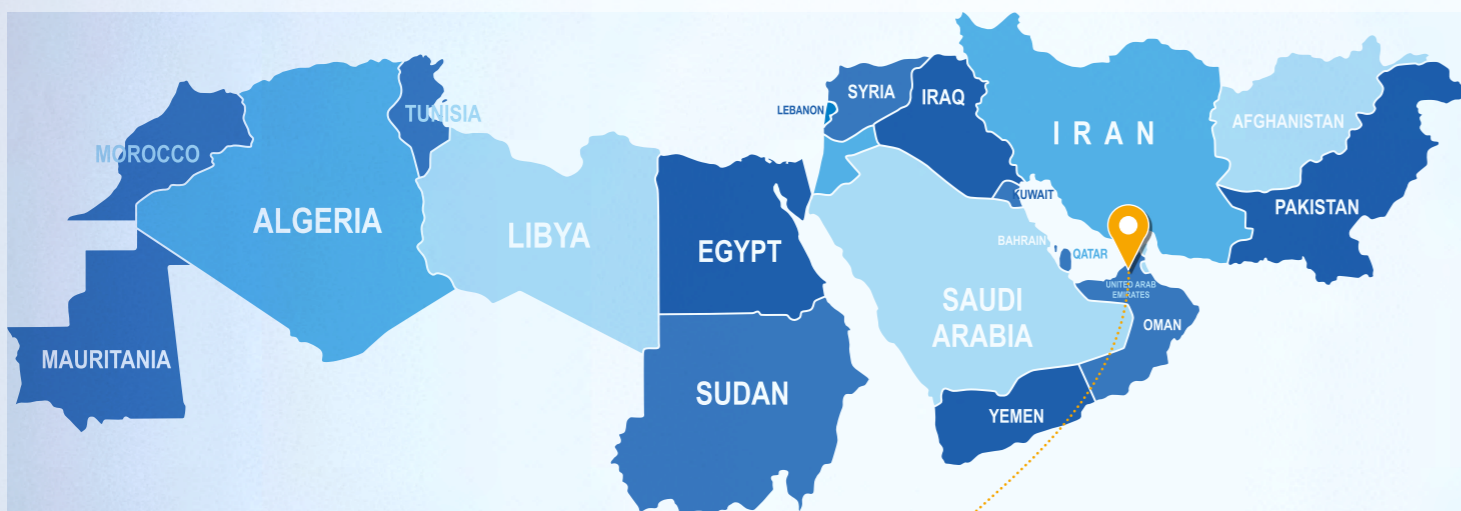 MOROCCO
TUNISIA
ALGERIA
LIBYA
MAURITANIA
EGYPT
SUDAN
LEBANON
SYRIA
IRAQ
IRAN
AFGHANISTAN
PAKISTAN
KUWAIT
BAHRAIN
QATAR
UNITED ARAB
EMIRATES
SAUDI
ARABIA
OMAN
YEMEN